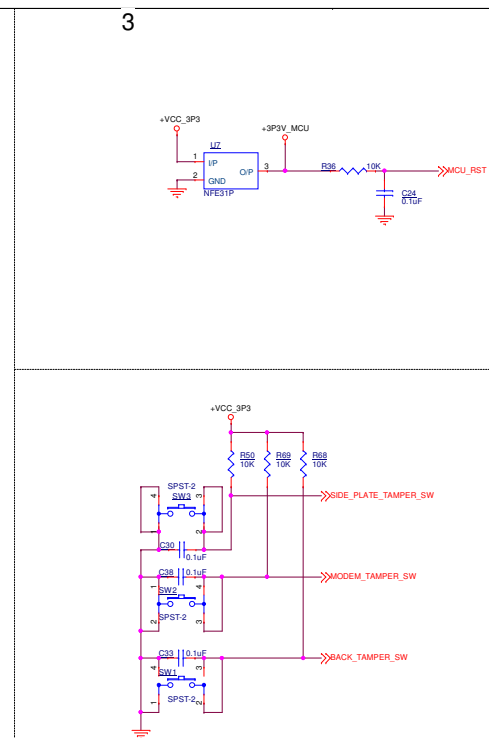 3
+VCC_3P3
+3P3V_MCU
U7
1
I/P
O/P
3
2
GND
NFE31P
R36
10K
MCU_RST
C24
0.1uF
+VCC_3P3
R50
10K
R69
10K
R68
10K
SPST-2
SW3
4
3
1
2
SIDE_PLATE_TAMPER_SW
C30
0.1uF
C38
0.1uF
MODEM_TAMPER_SW
1
4
SW2
SPST-2
2
3
C33
0.1uF
BACK_TAMPER_SW
4
3
SW1
SPST-2
1
2